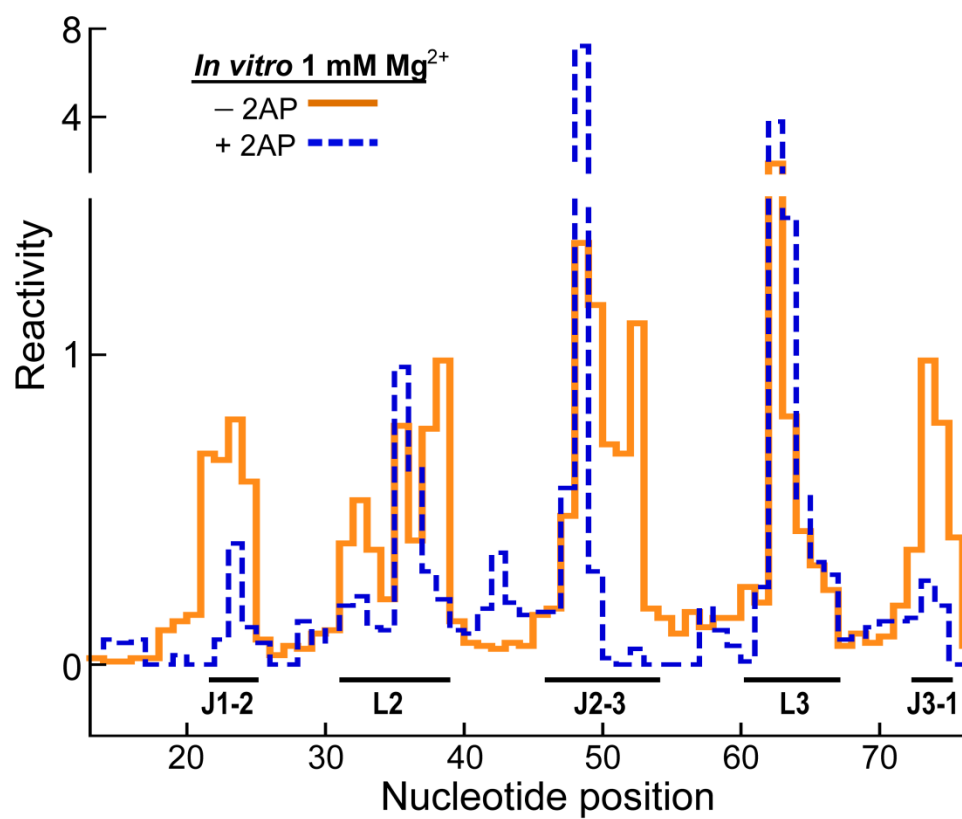 8
In vitro 1 mM Mg²⁺
– 2AP
4
+ 2AP
Reactivity
1
0
J1-2 L2 J2-3 L3 J3-1
20 30 40 50 60 70
Nucleotide position